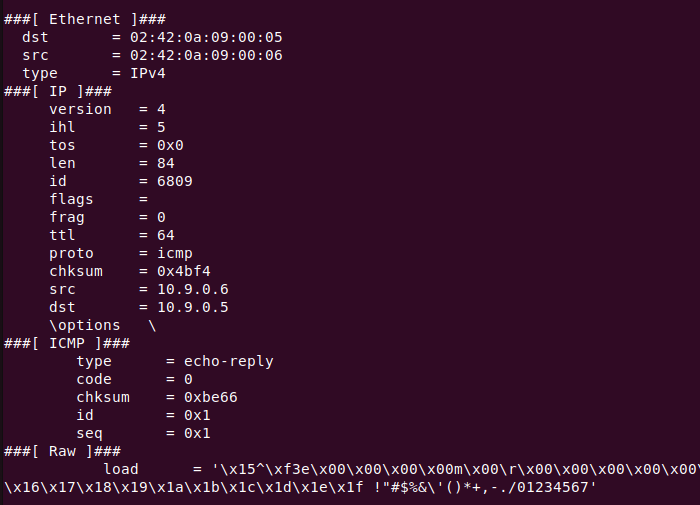 ###[ Ethernet ]###
  dst       = 02:42:0a:09:00:05
  src       = 02:42:0a:09:00:06
  type      = IPv4
###[ IP ]###
     version   = 4
     ihl       = 5
     tos       = 0x0
     len       = 84
     id        = 6809
     flags     =
     frag      = 0
     ttl       = 64
     proto     = icmp
     chksum    = 0x4bf4
     src       = 10.9.0.6
     dst       = 10.9.0.5
     \options   \
###[ ICMP ]###
        type      = echo-reply
        code      = 0
        chksum    = 0xbe66
        id        = 0x1
        seq       = 0x1
###[ Raw ]###
           load      = '\x15^\xf3e\x00\x00\x00\x00m\x00\r\x00\x00\x00\x00\x00\
\x16\x17\x18\x19\x1a\x1b\x1c\x1d\x1e\x1f !"#$%&\'()*+,-./01234567'